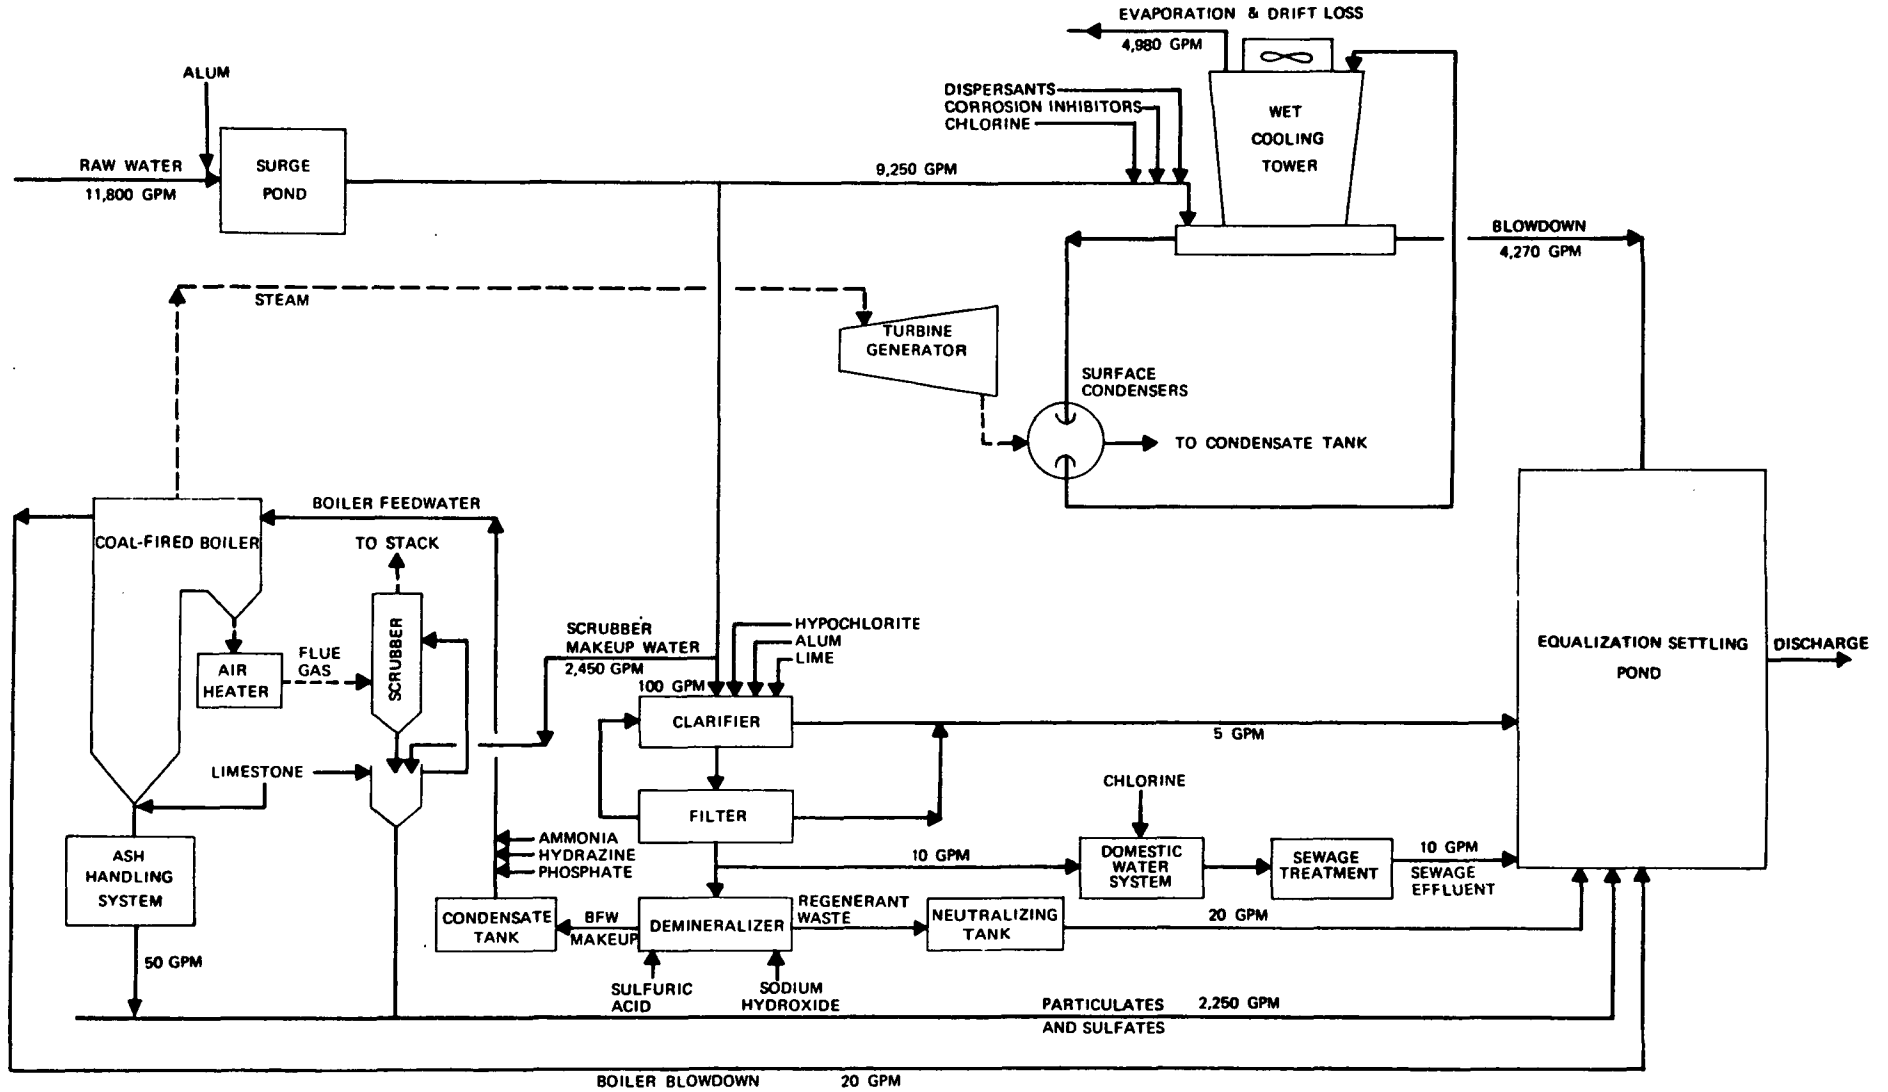 EVAPORATION & DRIFT LOSS
4,980 GPM
ALUM
DISPERSANTS
CORROSION INHIBITORS
CHLORINE
WET
COOLING
TOWER
RAW WATER
11,800 GPM
SURGE
POND
9,250 GPM
BLOWDOWN
4,270 GPM
STEAM
TURBINE
GENERATOR
SURFACE
CONDENSERS
TO CONDENSATE TANK
BOILER FEEDWATER
COAL-FIRED BOILER
TO STACK
SCRUBBER
AIR
HEATER
FLUE
GAS
SCRUBBER
MAKEUP WATER
2,450 GPM
HYPOCHLORITE
ALUM
LIME
100 GPM
CLARIFIER
5 GPM
EQUALIZATION SETTLING
POND
DISCHARGE
LIMESTONE
FILTER
CHLORINE
AMMONIA
HYDRAZINE
PHOSPHATE
10 GPM
DOMESTIC
WATER
SYSTEM
SEWAGE
TREATMENT
10 GPM
SEWAGE
EFFLUENT
ASH
HANDLING
SYSTEM
CONDENSATE
TANK
BFW
MAKEUP
DEMINERALIZER
REGENERANT
WASTE
NEUTRALIZING
TANK
20 GPM
50 GPM
SULFURIC
ACID
SODIUM
HYDROXIDE
PARTICULATES
AND SULFATES
2,250 GPM
BOILER BLOWDOWN
20 GPM